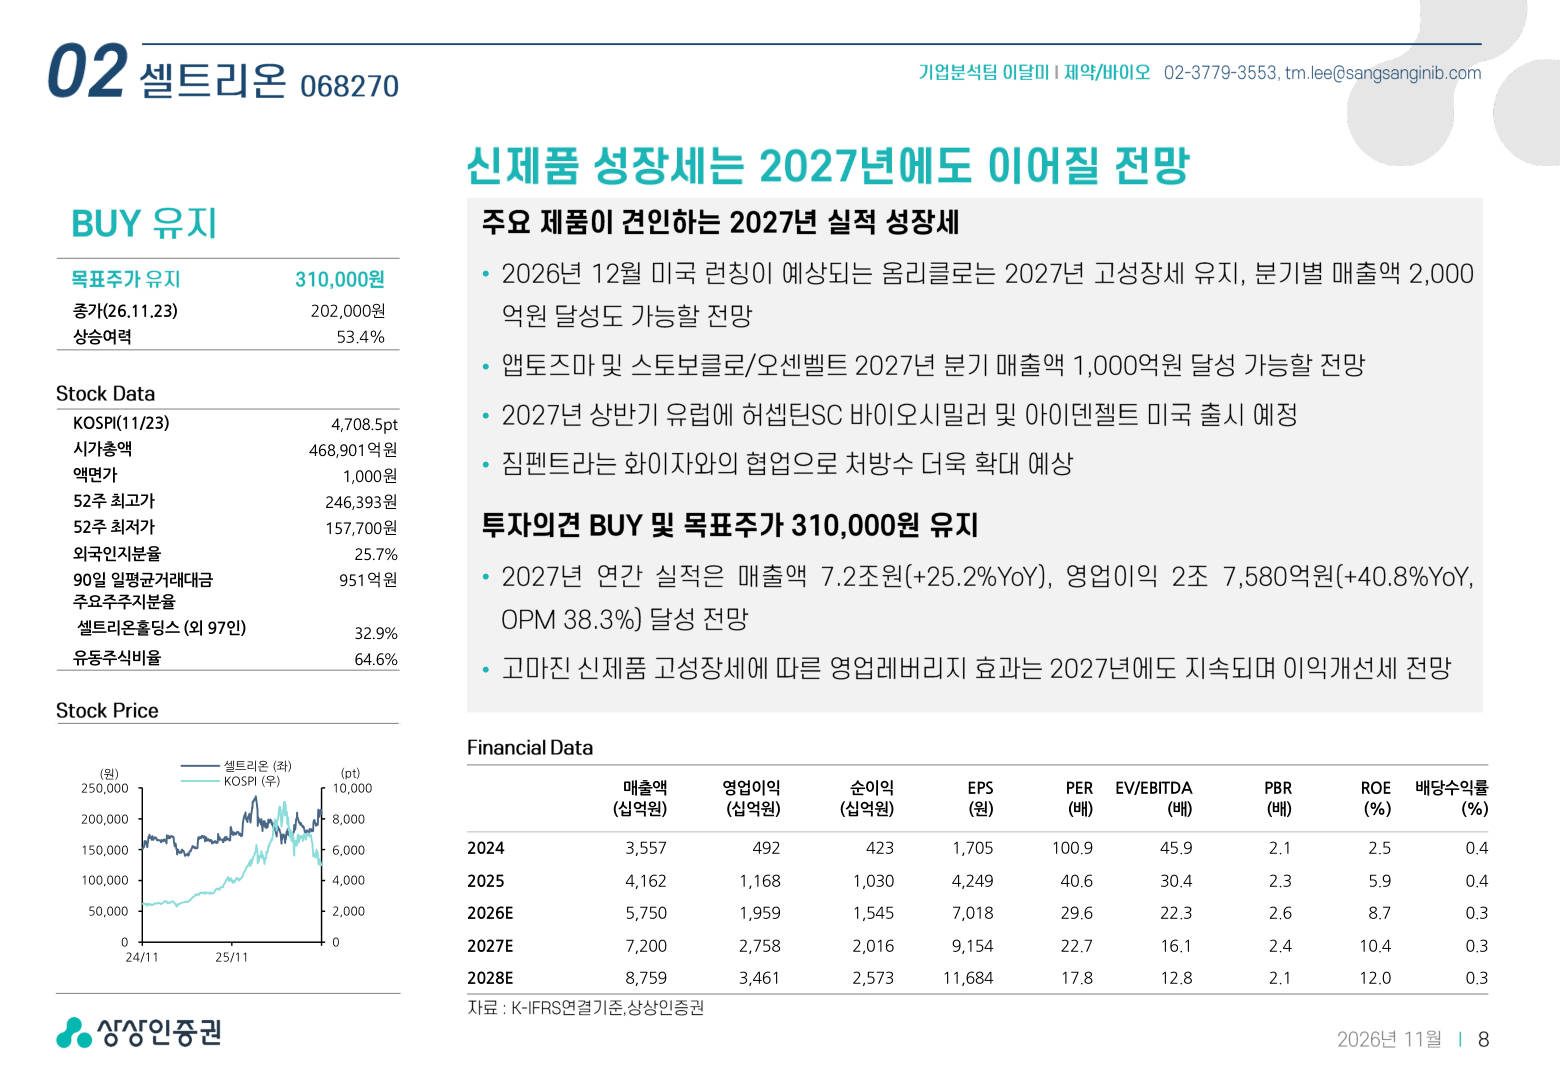 02 셀트리온 068270
기업분석팀 이달미 I 제약/바이오 02-3779-3553, tm.lee@sangsanginib.com
신제품 성장세는 2027년에도 이어질 전망
BUY 유지
목표주가 유지 310,000원
종가(26.11.23) 202,000원
상승여력 53.4%
Stock Data
KOSPI(11/23) 4,708.5pt
시가총액 468,901억원
액면가 1,000원
52주 최고가 246,393원
52주 최저가 157,700원
외국인지분율 25.7%
90일 일평균거래대금 951억원
주요주주지분율
셀트리온홀딩스 (외 97인) 32.9%
유동주식비율 64.6%
Stock Price
(원) 셀트리온 (좌) (pt)
KOSPI (우)
250,000 10,000
200,000 8,000
150,000 6,000
100,000 4,000
50,000 2,000
0 0
24/11 25/11
상상인증권
주요 제품이 견인하는 2027년 실적 성장세
• 2026년 12월 미국 런칭이 예상되는 옴리클로는 2027년 고성장세 유지, 분기별 매출액 2,000
억원 달성도 가능할 전망
• 앱토즈마 및 스토보클로/오센벨트 2027년 분기 매출액 1,000억원 달성 가능할 전망
• 2027년 상반기 유럽에 허셉틴SC 바이오시밀러 및 아이덴젤트 미국 출시 예정
• 짐펜트라는 화이자와의 협업으로 처방수 더욱 확대 예상
투자의견 BUY 및 목표주가 310,000원 유지
• 2027년 연간 실적은 매출액 7.2조원(+25.2%YoY), 영업이익 2조 7,580억원(+40.8%YoY,
OPM 38.3%) 달성 전망
• 고마진 신제품 고성장세에 따른 영업레버리지 효과는 2027년에도 지속되며 이익개선세 전망
Financial Data
매출액 영업이익 순이익 EPS PER EV/EBITDA PBR ROE 배당수익률
(십억원) (십억원) (십억원) (원) (배) (배) (배) (%) (%)
2024 3,557 492 423 1,705 100.9 45.9 2.1 2.5 0.4
2025 4,162 1,168 1,030 4,249 40.6 30.4 2.3 5.9 0.4
2026E 5,750 1,959 1,545 7,018 29.6 22.3 2.6 8.7 0.3
2027E 7,200 2,758 2,016 9,154 22.7 16.1 2.4 10.4 0.3
2028E 8,759 3,461 2,573 11,684 17.8 12.8 2.1 12.0 0.3
자료 : K-IFRS연결기준,상상인증권
2026년 11월 I 8